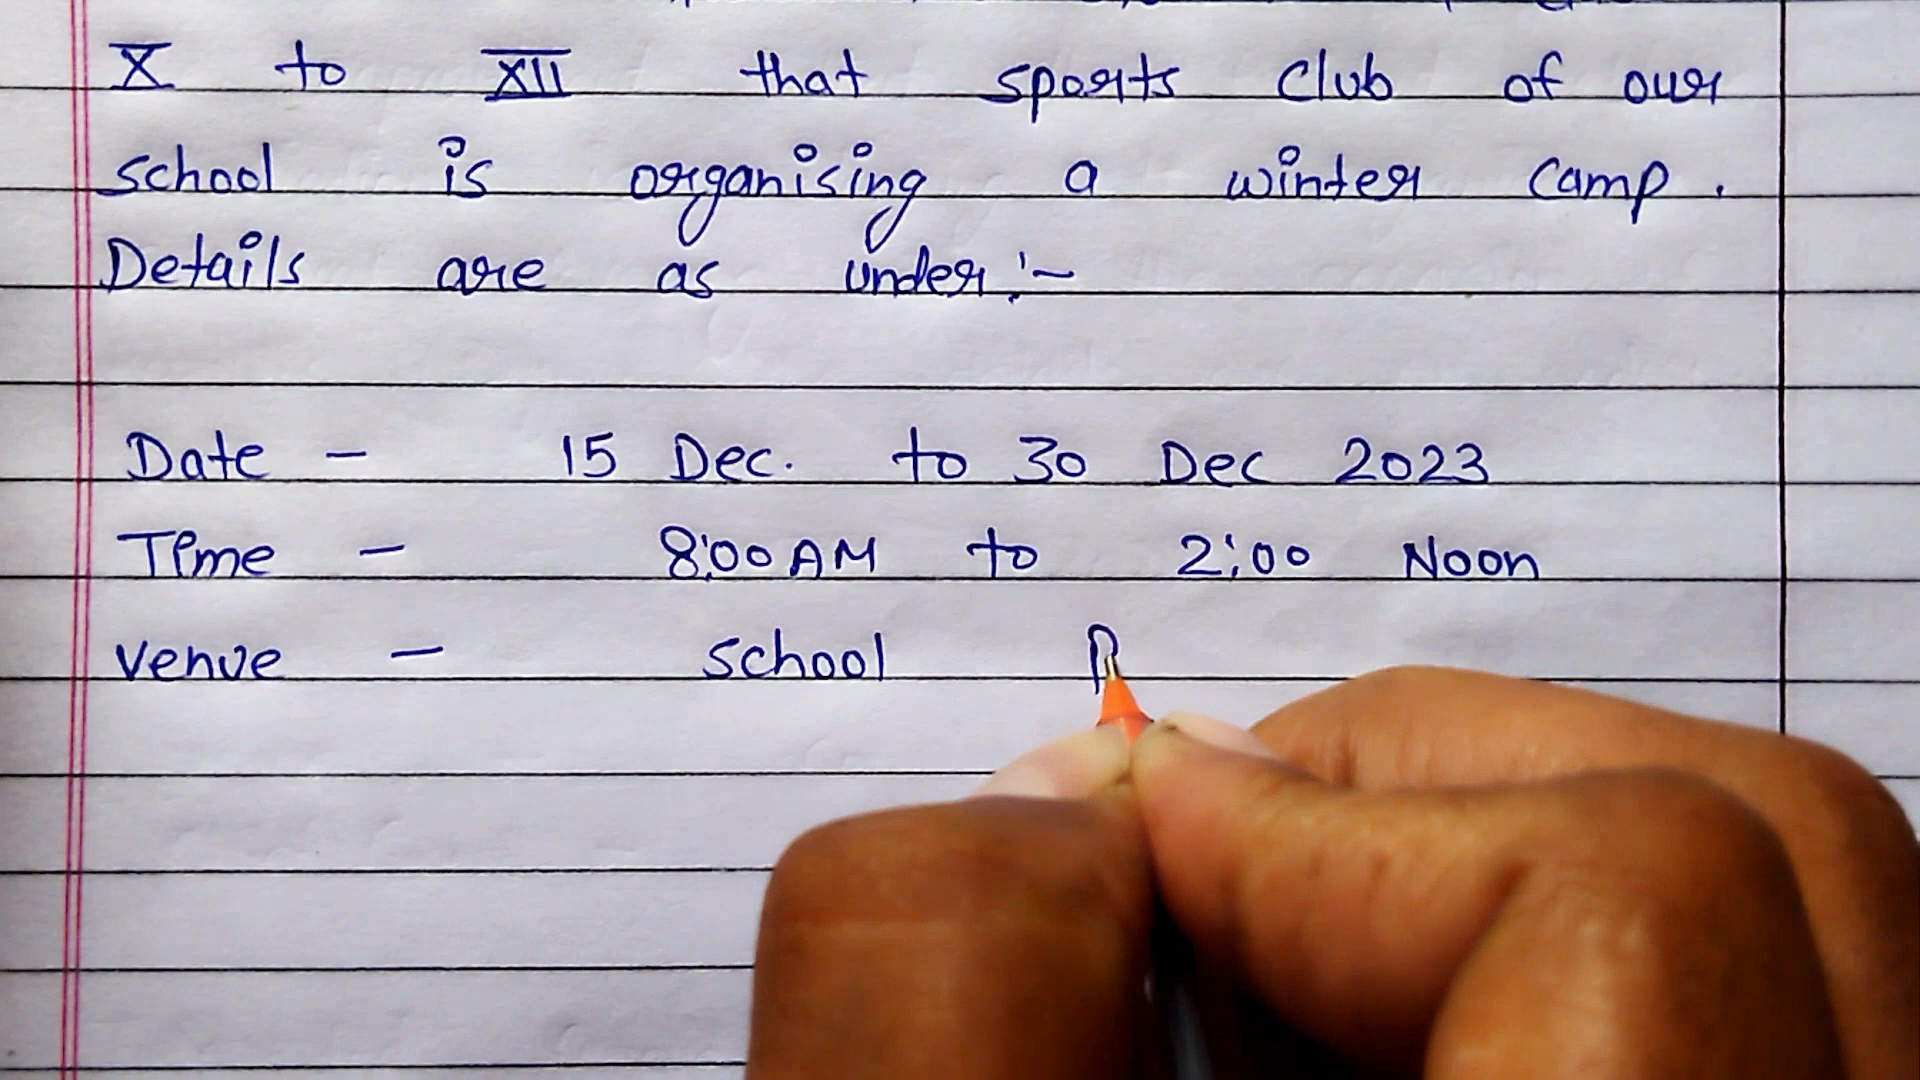 X to XII that sports club of our
school is organising a winter camp.
Details are as under:-
Date - 15 Dec. to 30 Dec 2023
Time - 8:00 AM to 2:00 Noon
Venue - school P